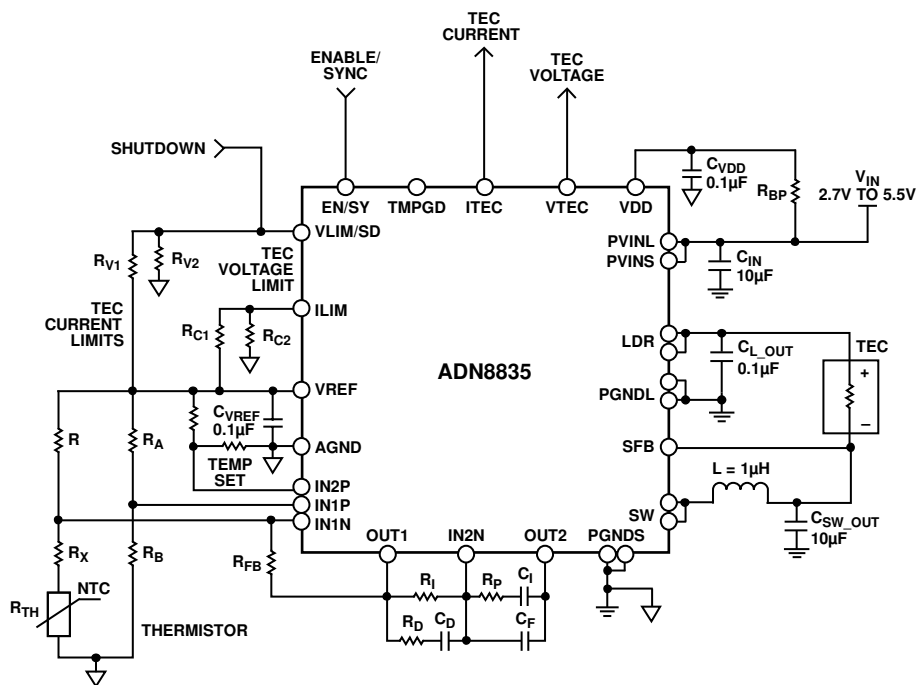 TEC
CURRENT
ENABLE/
SYNC
TEC
VOLTAGE
SHUTDOWN
CVDD
0.1µF
RBP
VIN
2.7V TO 5.5V
EN/SY
TMPGD
ITEC
VTEC
VDD
VLIM/SD
TEC
VOLTAGE
LIMIT
RV1
RV2
PVINL
PVINS
CIN
10µF
TEC
CURRENT
LIMITS
ILIM
RC1
RC2
LDR
CL_OUT
0.1µF
TEC
+
–
ADN8835
PGNDL
VREF
R
RA
CVREF
0.1µF
AGND
TEMP
SET
SFB
L = 1µH
IN2P
IN1P
IN1N
SW
CSW_OUT
10µF
OUT1
IN2N
OUT2
PGNDS
RX
RB
RFB
RI
RP
CI
RD
CD
CF
RTH
NTC
THERMISTOR